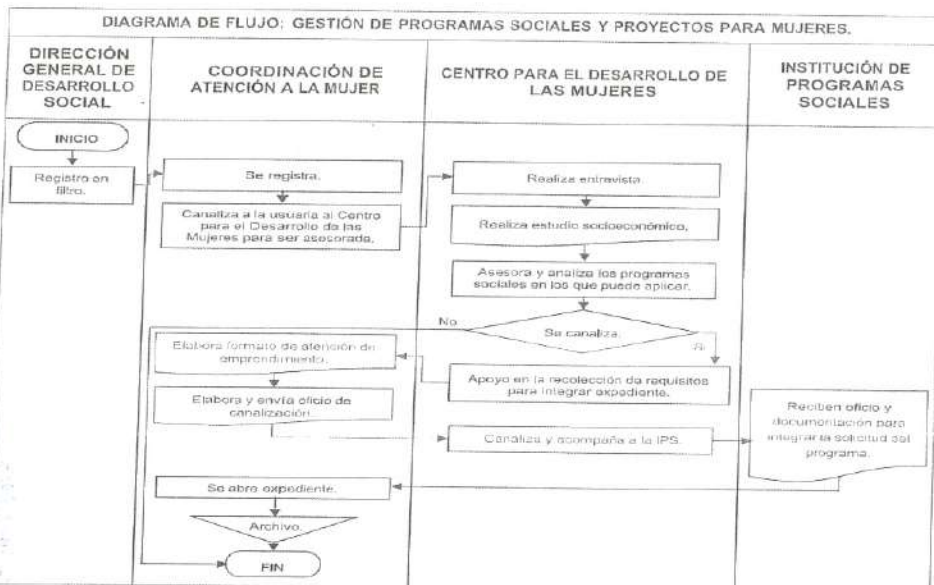 DIAGRAMA DE FLUJO: GESTIÓN DE PROGRAMAS SOCIALES Y PROYECTOS PARA MUJERES.
DIRECCIÓN
GENERAL DE
DESARROLLO
SOCIAL
COORDINACIÓN DE
ATENCIÓN A LA MUJER
CENTRO PARA EL DESARROLLO DE
LAS MUJERES
INSTITUCIÓN DE
PROGRAMAS
SOCIALES
INICIO
Registro en
filtro.
Se registra.
Canaliza a la usuaria al Centro
para el Desarrollo de las
Mujeres para ser asesorada.
Realiza entrevista.
Realiza estudio socioeconómico.
Asesora y analiza los programas
sociales en los que puede aplicar.
Se canaliza.
No
Si
Apoyo en la recolección de requisitos
para integrar expediente.
Elabora formato de atención de
emprendimiento.
Elabora y envía oficio de
canalización.
Canaliza y acompaña a la IPS.
Reciben oficio y
documentación para
integrar la solicitud del
programa.
Se abre expediente.
Archivo.
FIN